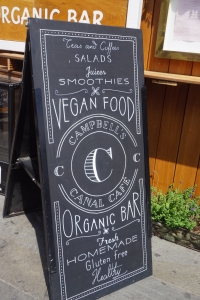 ORGANIC BAR
Teas and Coffees
SALADS
Juices
SMOOTHIES
VEGAN FOOD
CAMPBELL'S
C C C
CANAL CAFÉ
ORGANIC BAR
Fresh
HOMEMADE
Gluten free
Healthy